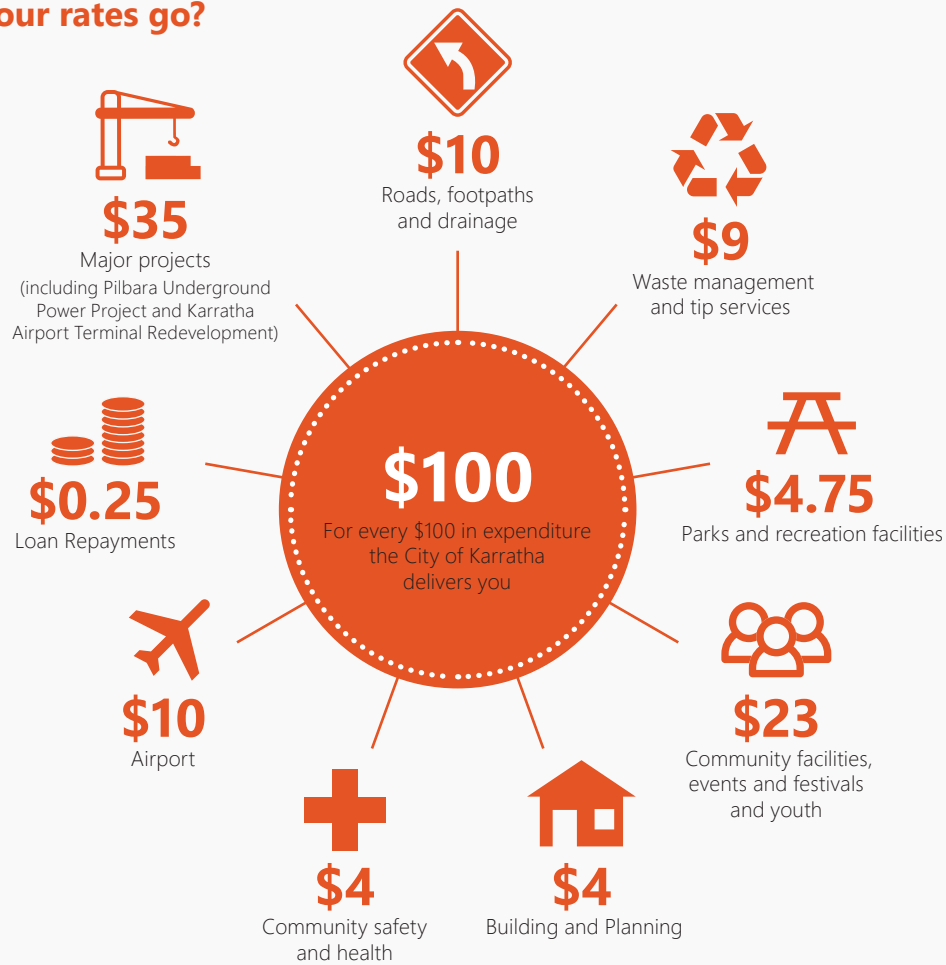 our rates go?
$10
Roads, footpaths
and drainage
$35
Major projects
(including Pilbara Underground
Power Project and Karratha
Airport Terminal Redevelopment)
$9
Waste management
and tip services
$0.25
Loan Repayments
$100
For every $100 in expenditure
the City of Karratha
delivers you
$4.75
Parks and recreation facilities
$10
Airport
$23
Community facilities,
events and festivals
and youth
$4
Community safety
and health
$4
Building and Planning